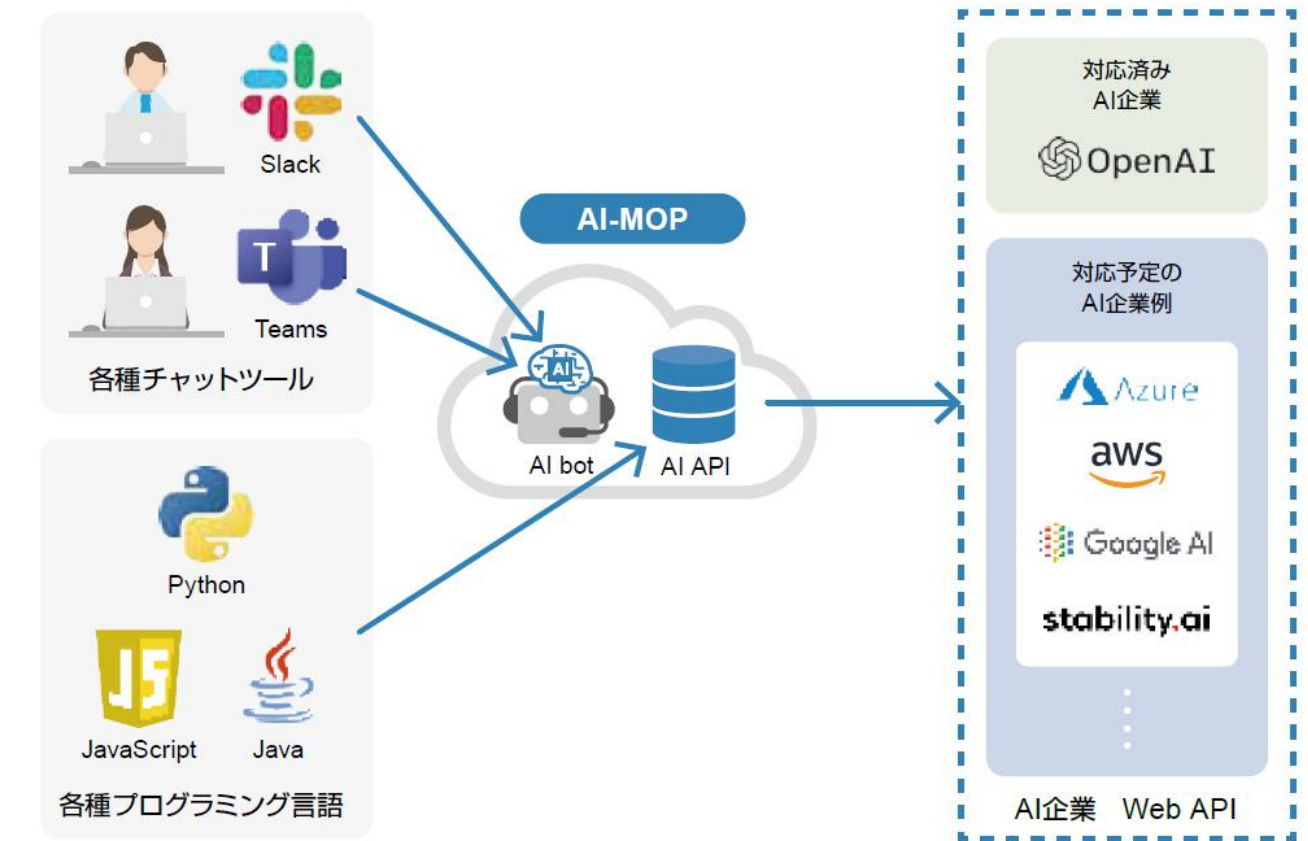 Slack
T
Teams
各種チャットツール
Python
JS
JavaScript
Java
各種プログラミング言語
AI-MOP
AI
AI bot
AI API
対応済み
AI企業
OpenAI
対応予定の
AI企業例
Azure
aws
Google AI
stability.ai
AI企業 Web API